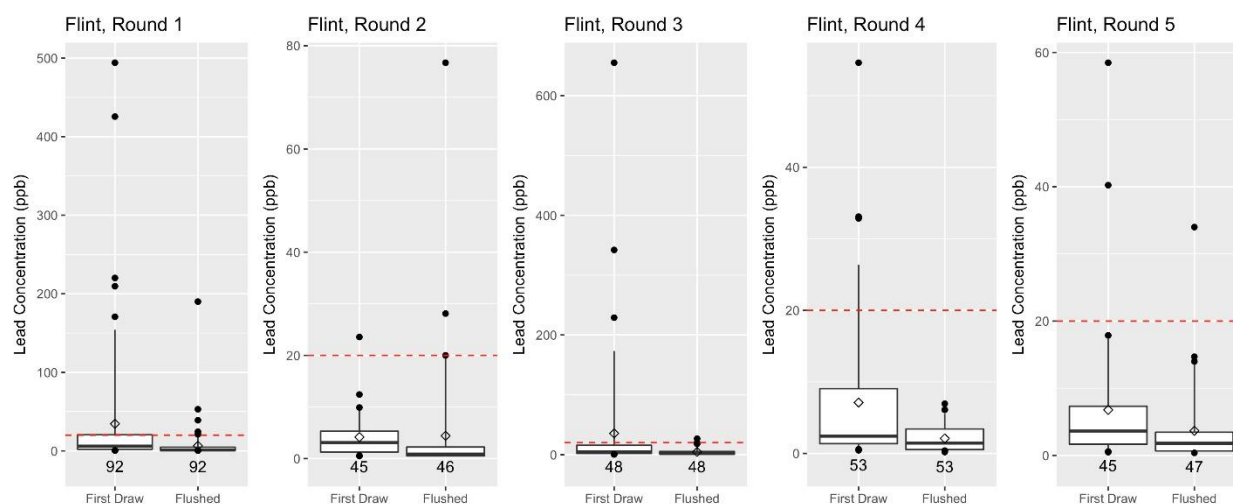 Flint, Round 1
Lead Concentration (ppb)
500
400
300
200
100
0
92
92
First Draw
Flushed
Flint, Round 2
Lead Concentration (ppb)
80
60
40
20
0
45
46
First Draw
Flushed
Flint, Round 3
Lead Concentration (ppb)
600
400
200
0
48
48
First Draw
Flushed
Flint, Round 4
Lead Concentration (ppb)
40
20
0
53
53
First Draw
Flushed
Flint, Round 5
Lead Concentration (ppb)
60
40
20
0
45
47
First Draw
Flushed